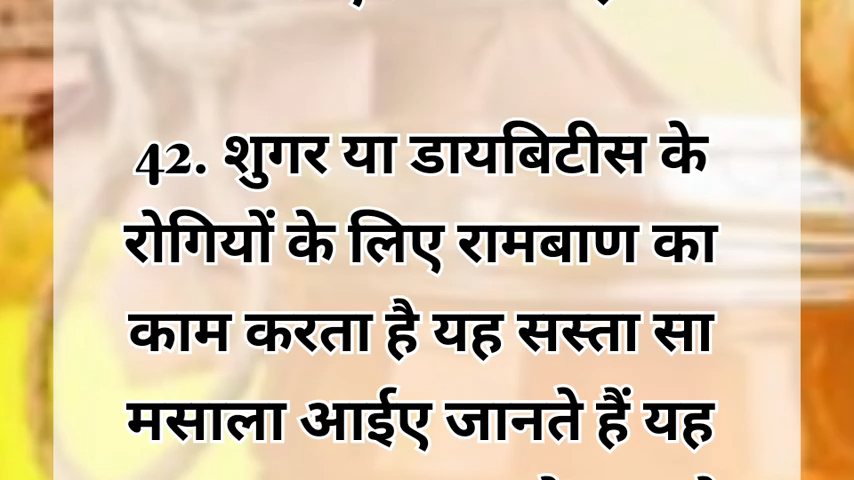 42. शुगर या डायबिटीस के
रोगियों के लिए रामबाण का
काम करता है यह सस्ता सा
मसाला आईए जानते हैं यह